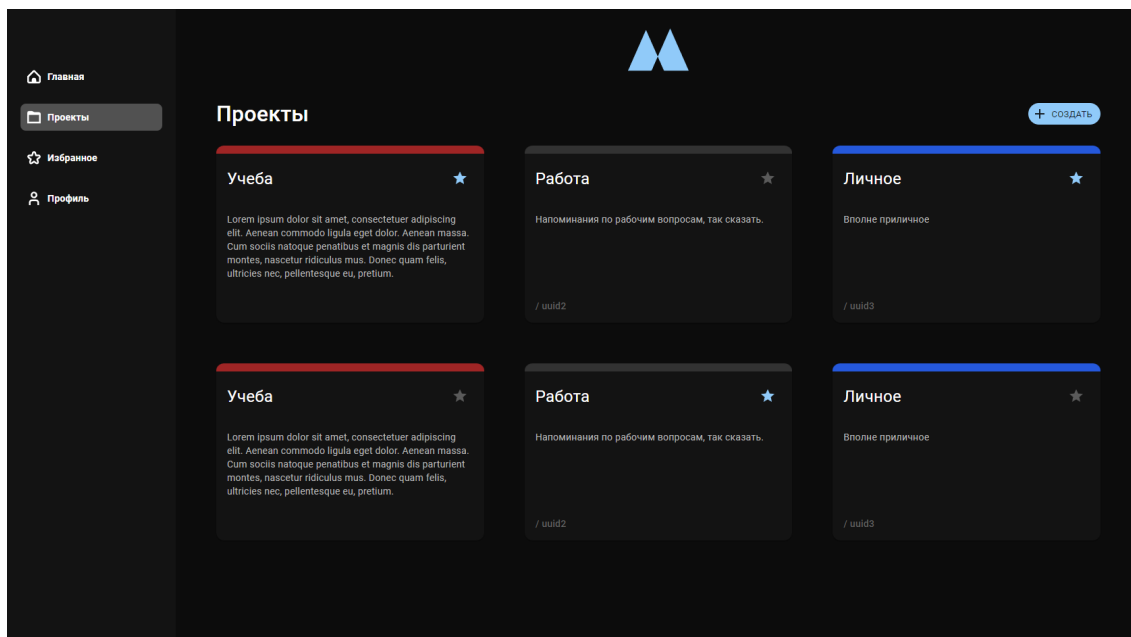 Главная
Проекты
Избранное
Профиль
Проекты
СОЗДАТЬ
Учеба
Lorem ipsum dolor sit amet, consectetuer adipiscing
elit. Aenean commodo ligula eget dolor. Aenean massa.
Cum sociis natoque penatibus et magnis dis parturient
montes, nascetur ridiculus mus. Donec quam felis,
ultricies nec, pellentesque eu, pretium.
Работа
Напоминания по рабочим вопросам, так сказать.
/ uuid2
Личное
Вполне приличное
/ uuid3
Учеба
Lorem ipsum dolor sit amet, consectetuer adipiscing
elit. Aenean commodo ligula eget dolor. Aenean massa.
Cum sociis natoque penatibus et magnis dis parturient
montes, nascetur ridiculus mus. Donec quam felis,
ultricies nec, pellentesque eu, pretium.
Работа
Напоминания по рабочим вопросам, так сказать.
/ uuid2
Личное
Вполне приличное
/ uuid3